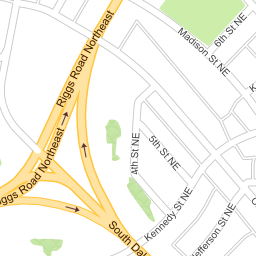 6th St NE
Madison St NE
Riggs Road Northeast
4th St NE
5th St NE
Riggs Road Northeast
Kennedy St NE
Jefferson St NE
South Da